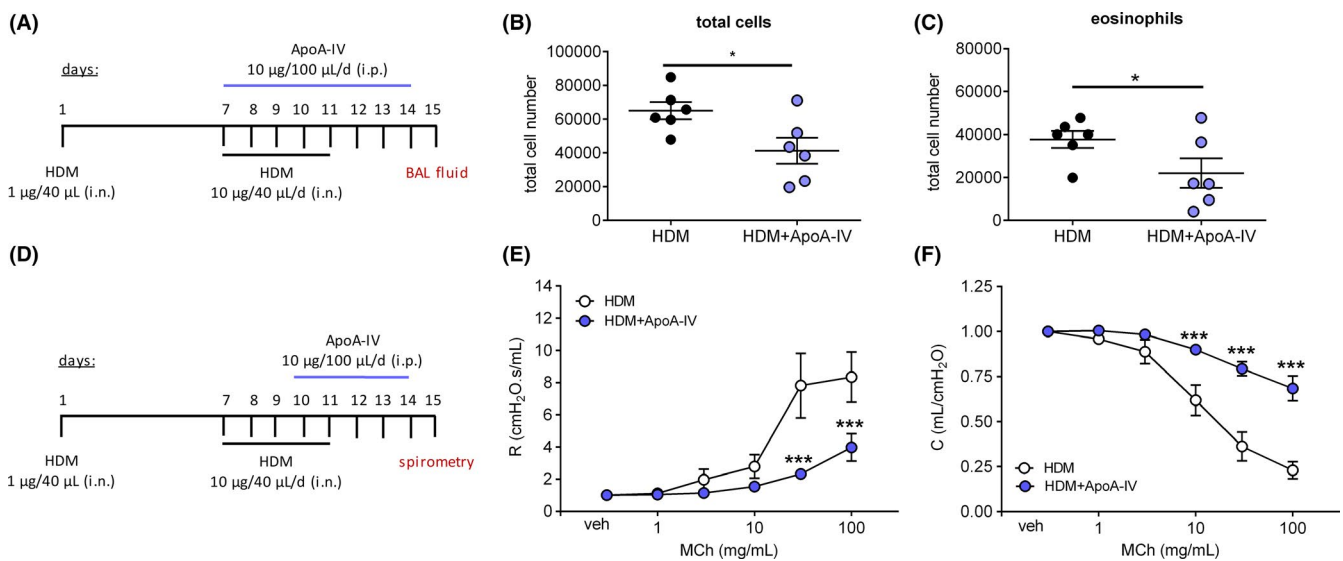 (A)
ApoA-IV
10 µg/100 µL/d (i.p.)
days:
1 7 8 9 10 11 12 13 14 15
HDM
1 µg/40 µL (i.n.)
HDM
10 µg/40 µL/d (i.n.)
BAL fluid
(B)
total cells
total cell number
100000
80000
60000
40000
20000
0
*
HDM HDM+ApoA-IV
(C)
eosinophils
total cell number
80000
60000
40000
20000
0
*
HDM HDM+ApoA-IV
(D)
ApoA-IV
10 µg/100 µL/d (i.p.)
days:
1 7 8 9 10 11 12 13 14 15
HDM
1 µg/40 µL (i.n.)
HDM
10 µg/40 µL/d (i.n.)
spirometry
(E)
R (cmH₂O.s/mL)
14
12
10
8
6
4
2
0
HDM
HDM+ApoA-IV
*** ***
veh 1 10 100
MCh (mg/mL)
(F)
C (mL/cmH₂O)
1.25
1.00
0.75
0.50
0.25
0.00
*** *** ***
HDM
HDM+ApoA-IV
veh 1 10 100
MCh (mg/mL)